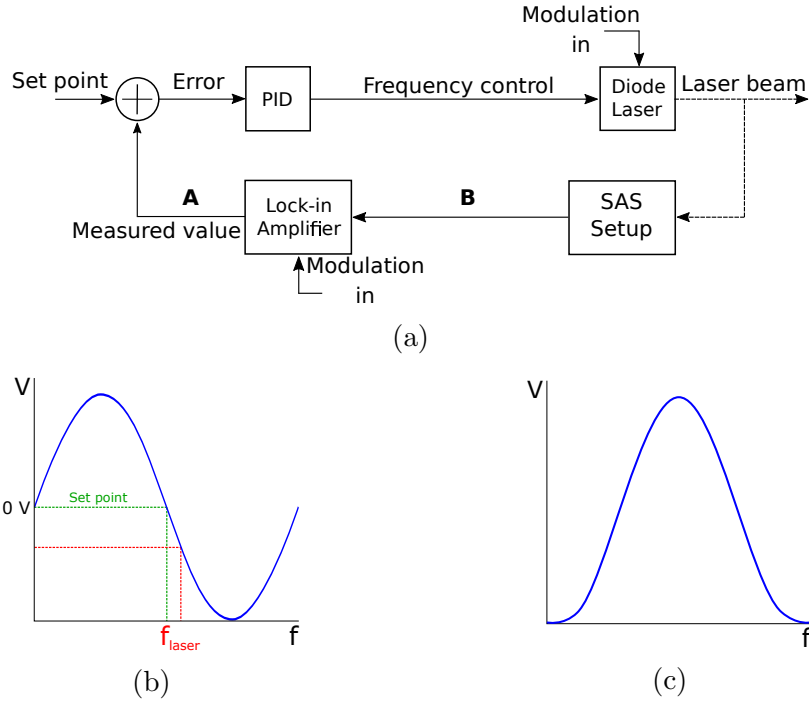 Modulation
in
Set point
Error
PID
Frequency control
Diode
Laser
Laser beam
A
Measured value
Lock-in
Amplifier
B
SAS
Setup
Modulation
in
(a)
V
Set point
0 V
f laser
f
(b)
V
f
(c)